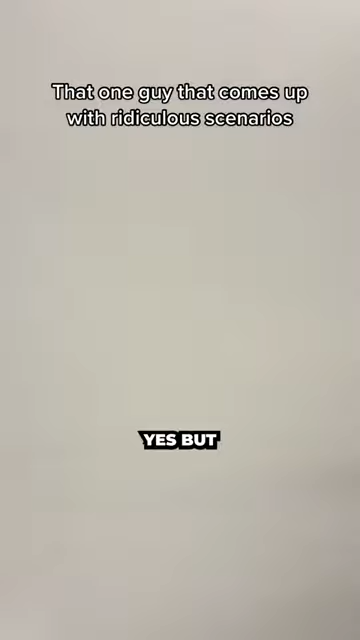 That one guy that comes up
with ridiculous scenarios
YES BUT